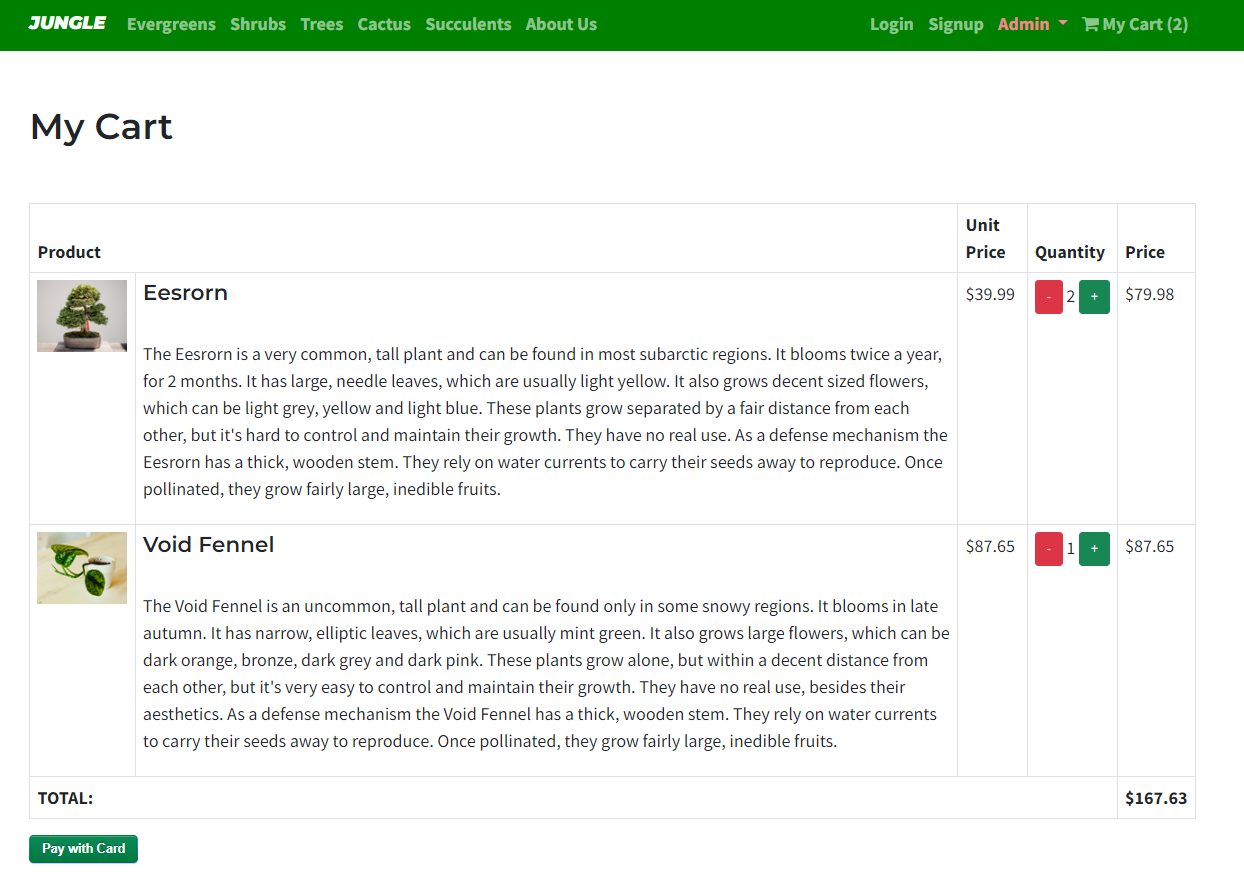 JUNGLE Evergreens Shrubs Trees Cactus Succulents About Us Login Signup Admin My Cart (2)
My Cart
Product Unit Price Quantity Price
Eesrorn $39.99 - 2 + $79.98
The Eesrorn is a very common, tall plant and can be found in most subarctic regions. It blooms twice a year,
for 2 months. It has large, needle leaves, which are usually light yellow. It also grows decent sized flowers,
which can be light grey, yellow and light blue. These plants grow separated by a fair distance from each
other, but it's hard to control and maintain their growth. They have no real use. As a defense mechanism the
Eesrorn has a thick, wooden stem. They rely on water currents to carry their seeds away to reproduce. Once
pollinated, they grow fairly large, inedible fruits.
Void Fennel $87.65 - 1 + $87.65
The Void Fennel is an uncommon, tall plant and can be found only in some snowy regions. It blooms in late
autumn. It has narrow, elliptic leaves, which are usually mint green. It also grows large flowers, which can be
dark orange, bronze, dark grey and dark pink. These plants grow alone, but within a decent distance from
each other, but it's very easy to control and maintain their growth. They have no real use, besides their
aesthetics. As a defense mechanism the Void Fennel has a thick, wooden stem. They rely on water currents
to carry their seeds away to reproduce. Once pollinated, they grow fairly large, inedible fruits.
TOTAL: $167.63
Pay with Card